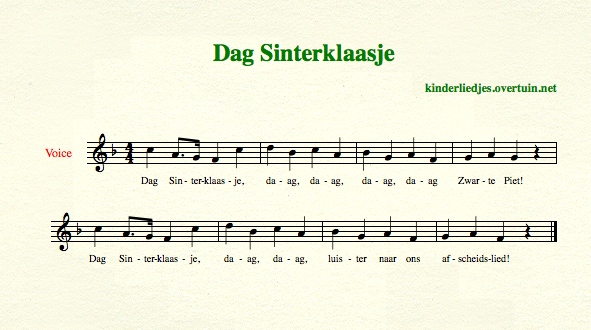 Dag Sinterklaasje
kinderliedjes.overtuin.net
Voice
Dag Sin - ter-klaas - je, da - ag, da - ag, da - ag, da - ag Zwar - te Piet!
Dag Sin - ter-klaas - je, da - ag, da - ag, luis - ter naar ons af - scheids-lied!